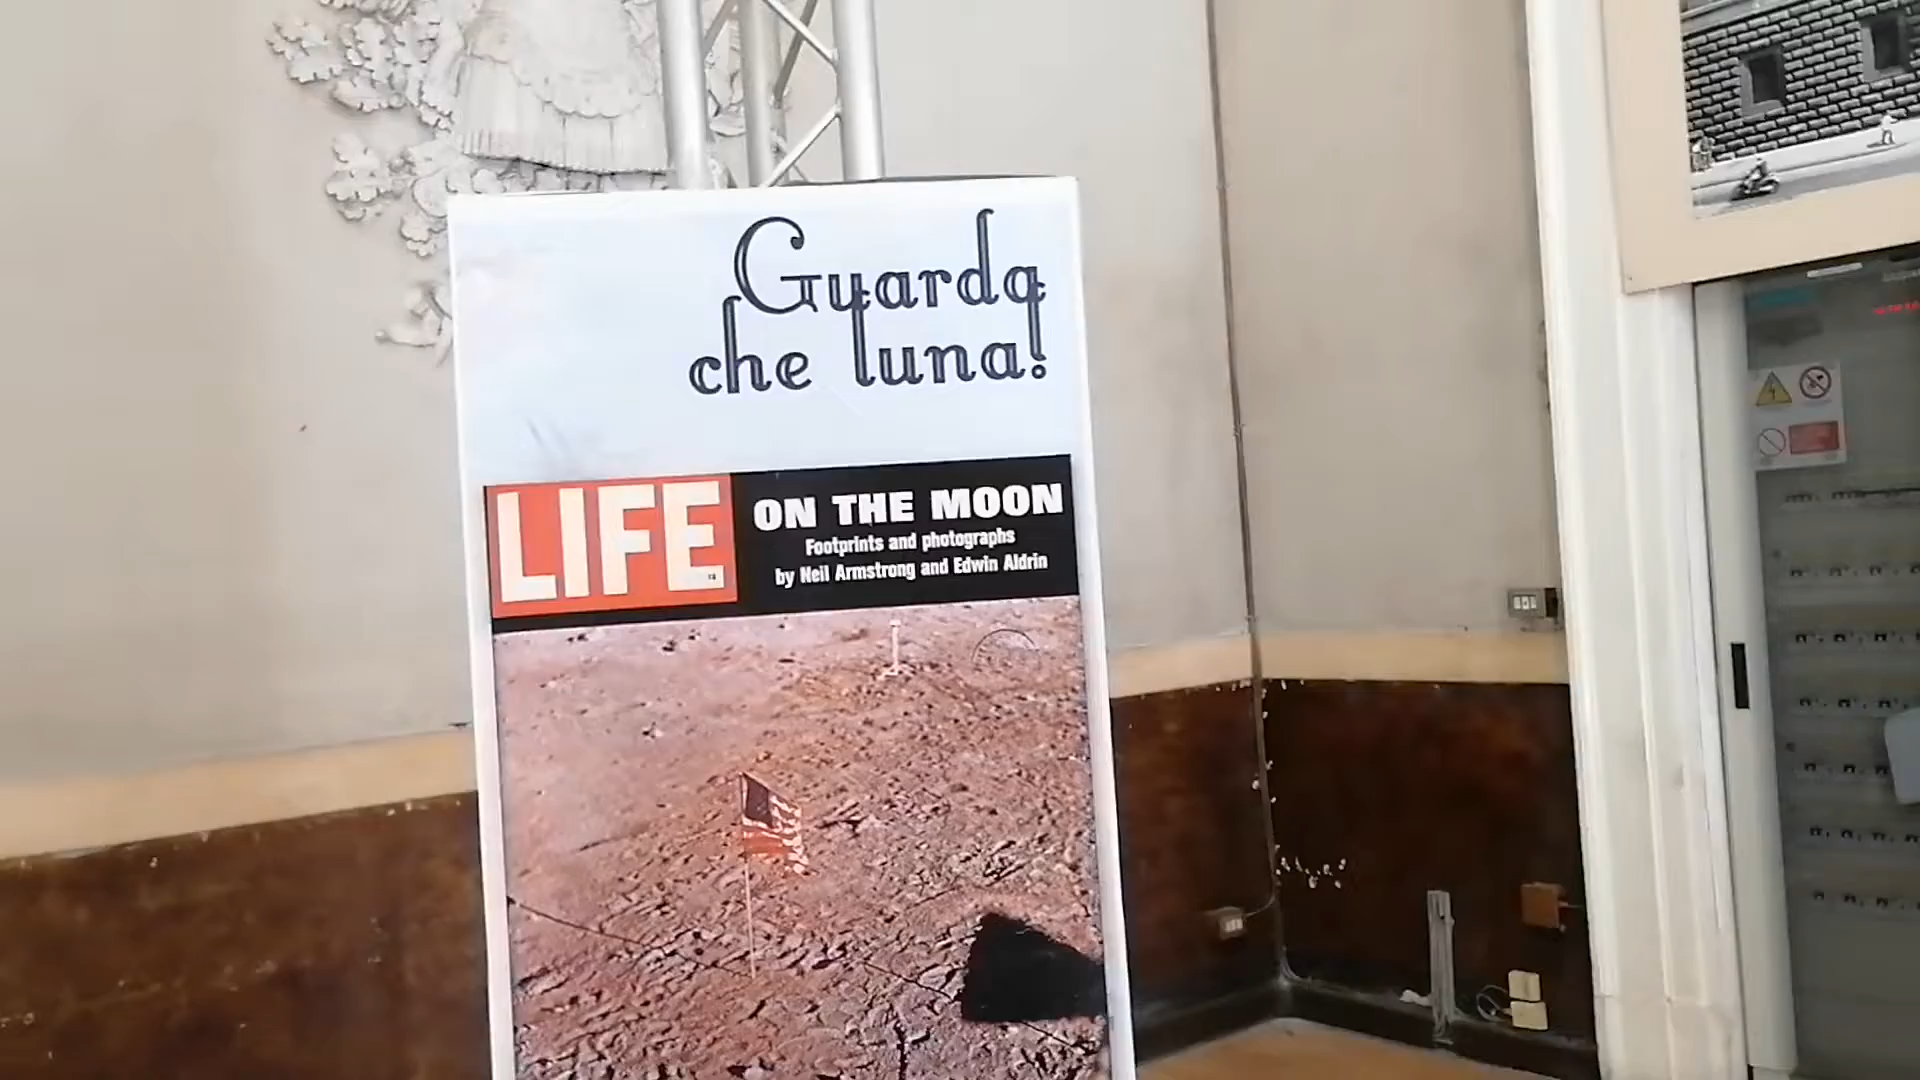 Guarda
che luna!
LIFE
ON THE MOON
Footprints and photographs
by Neil Armstrong and Edwin Aldrin